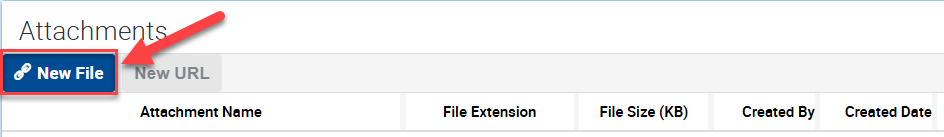 Attachments
New File New URL
Attachment Name File Extension File Size (KB) Created By Created Date